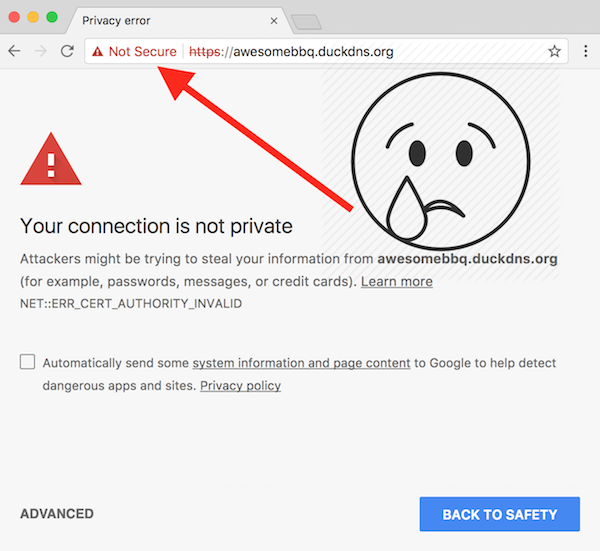 Privacy error
Not Secure https://awesomebbq.duckdns.org
Your connection is not private
Attackers might be trying to steal your information from awesomebbq.duckdns.org
(for example, passwords, messages, or credit cards). Learn more
NET::ERR_CERT_AUTHORITY_INVALID
Automatically send some system information and page content to Google to help detect
dangerous apps and sites. Privacy policy
ADVANCED
BACK TO SAFETY